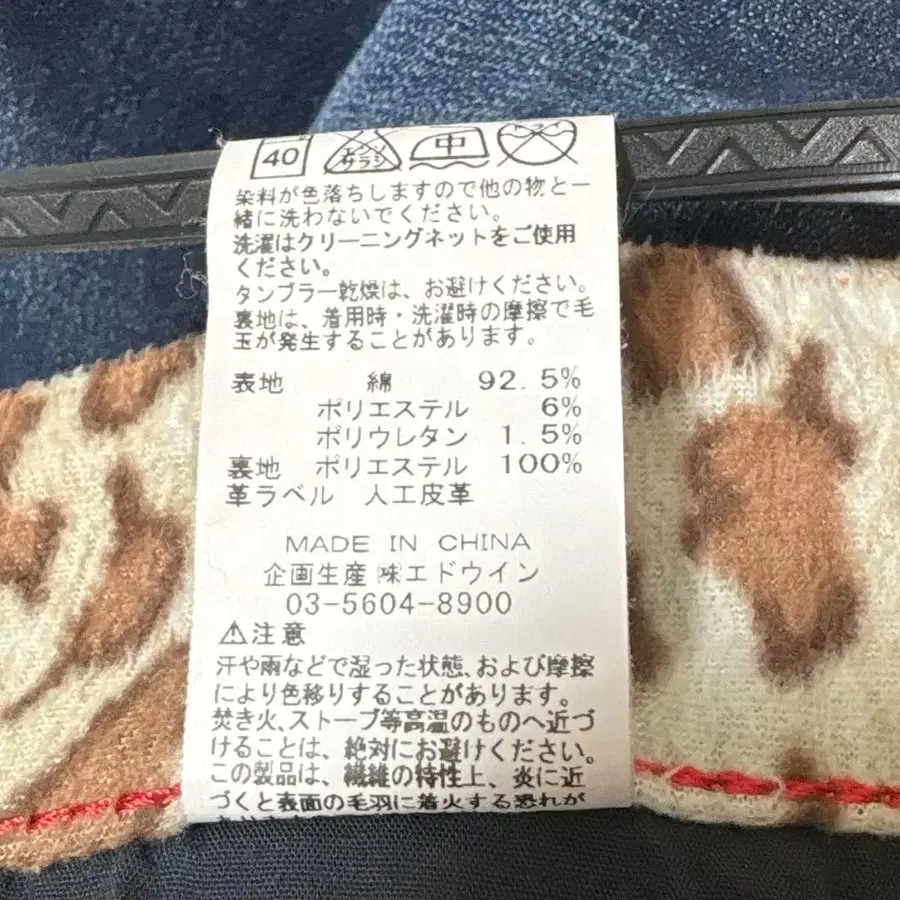 40 エンソ サラシ 中
染料が色落ちしますので他の物と一
緒に洗わないでください。
洗濯はクリーニングネットをご使用
ください。
タンブラー乾燥は、お避けください。
裏地は、着用時・洗濯時の摩擦で毛
玉が発生することがあります。
表地 綿 92.5%
ポリエステル 6%
ポリウレタン 1.5%
裏地 ポリエステル 100%
革ラベル 人工皮革
MADE IN CHINA
企画生産 ㈱エドウイン
03-5604-8900
⚠注意
汗や雨などで湿った状態、および摩擦
により色移りすることがあります。
焚き火、ストーブ等高温のものへ近づ
けることは、絶対にお避けください。
この製品は、繊維の特性上、炎に近
づくと表面の毛羽に着火する恐れが